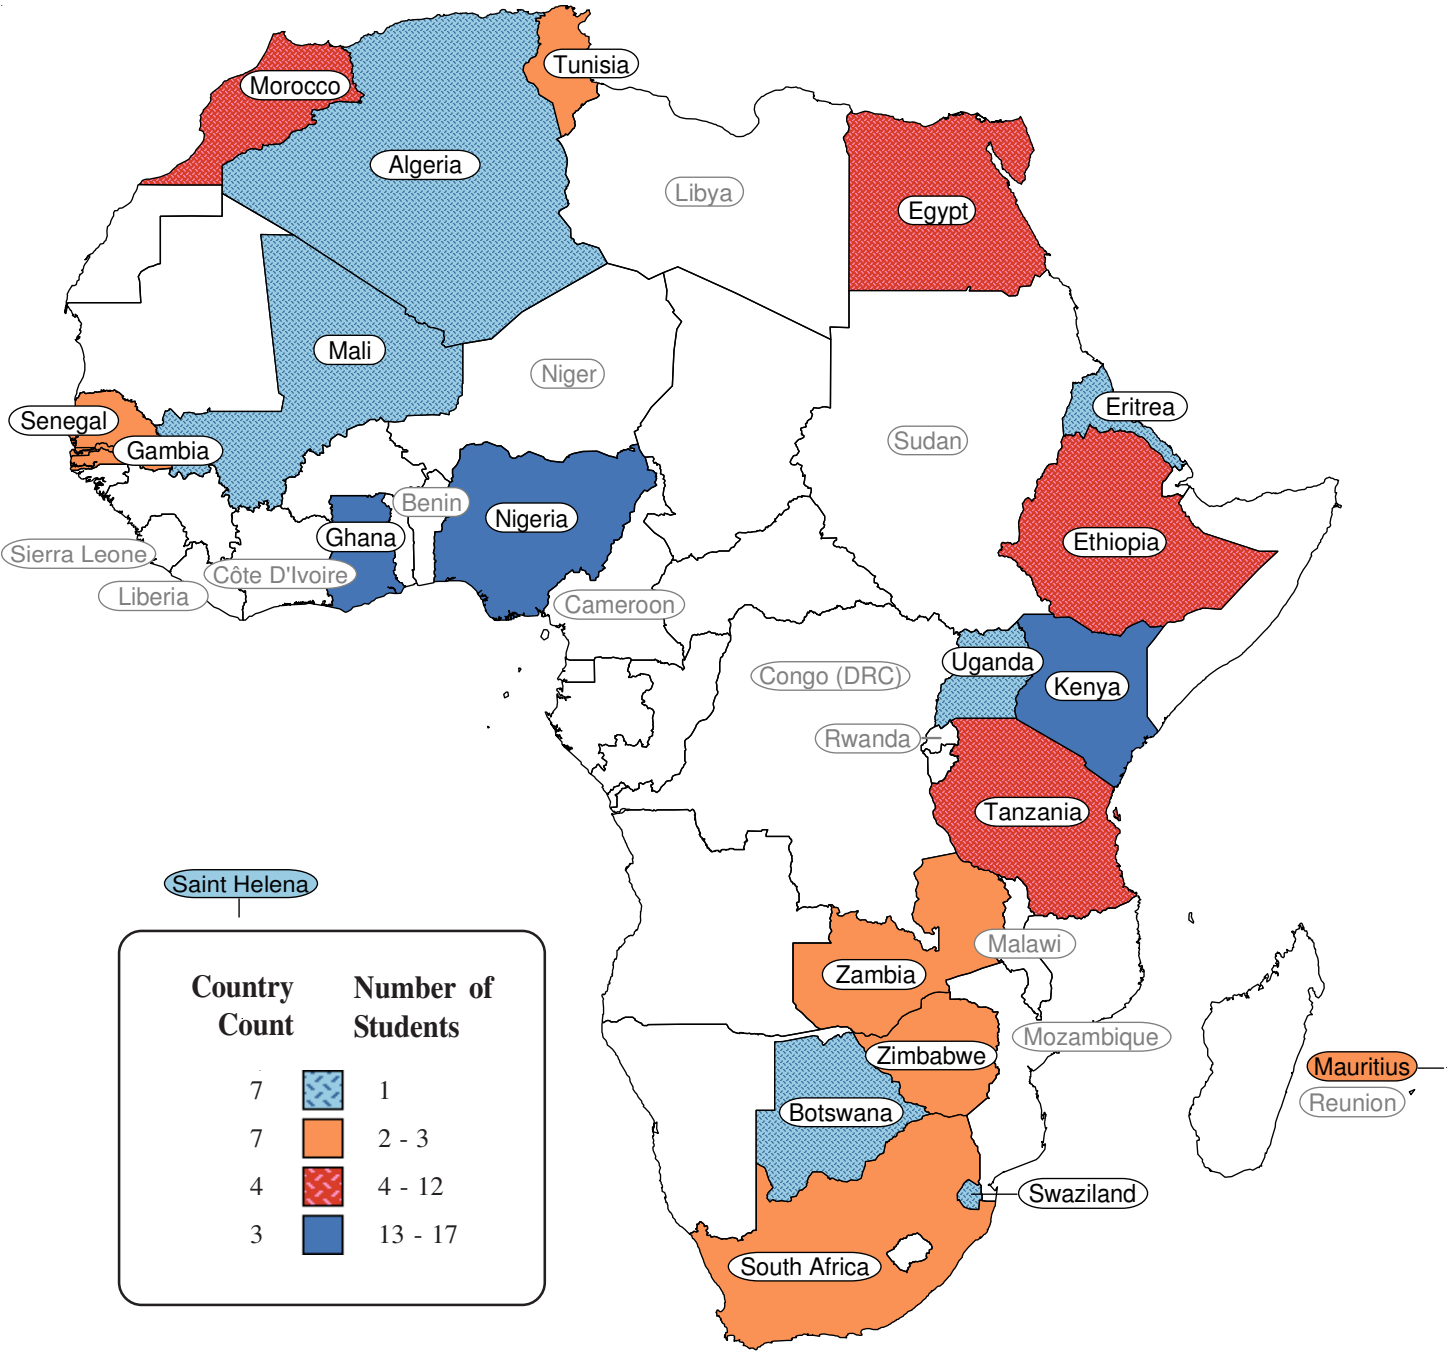 Tunisia
Morocco
Algeria
Libya
Egypt
Mali
Niger
Eritrea
Senegal
Sudan
Gambia
Benin
Nigeria
Ghana
Ethiopia
Sierra Leone
Côte D'Ivoire
Liberia
Cameroon
Uganda
Congo (DRC)
Kenya
Rwanda
Tanzania
Saint Helena
Malawi
Zambia
Mozambique
Zimbabwe
Mauritius
Reunion
Botswana
Swaziland
South Africa
Country Count
Number of Students
7 1
7 2 - 3
4 4 - 12
3 13 - 17